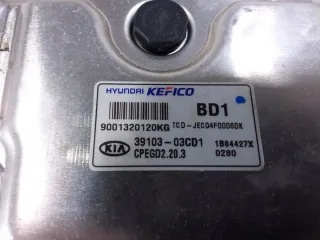 HYUNDAI KEFICO
BD1
9001320120KG TCD-JEC04F00060K
KIA 39103-03CD1 1B84427X
CPEGD2.20.3 0280